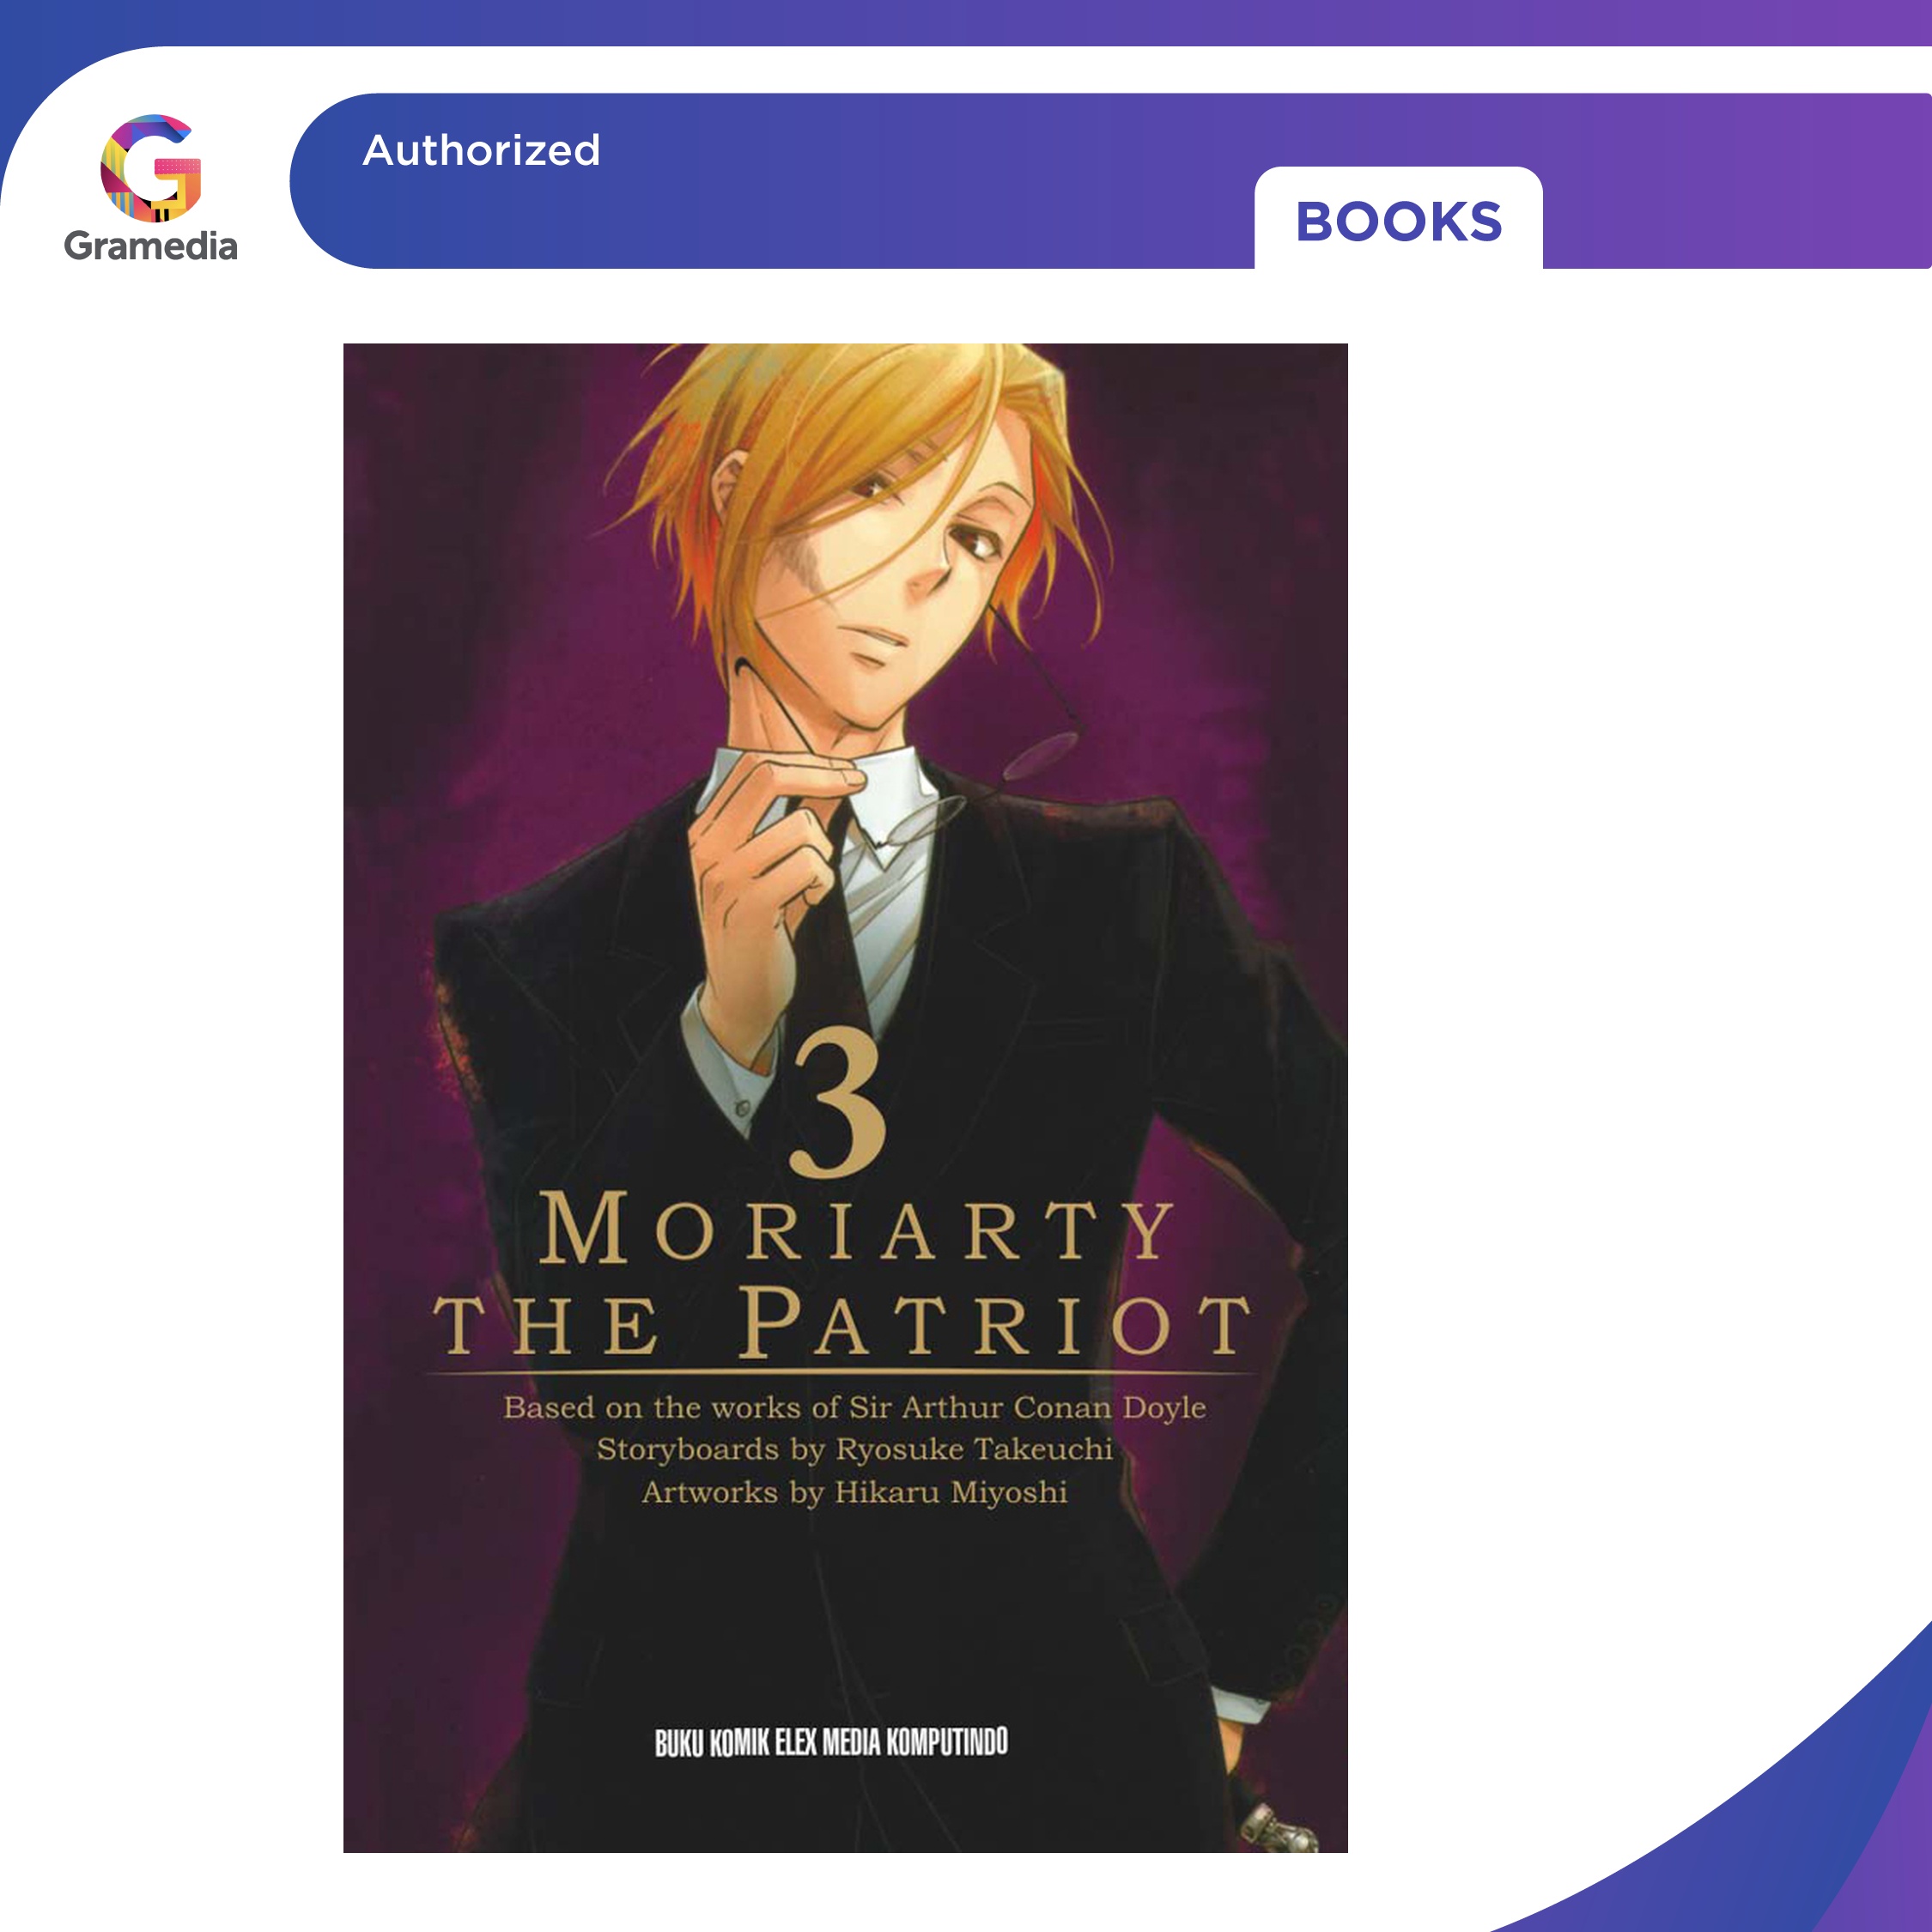 Gramedia
Authorized
BOOKS
3
MORIARTY
THE PATRIOT
Based on the works of Sir Arthur Conan Doyle
Storyboards by Ryosuke Takeuchi
Artworks by Hikaru Miyoshi
BUKU KOMIK ELEX MEDIA KOMPUTINDO